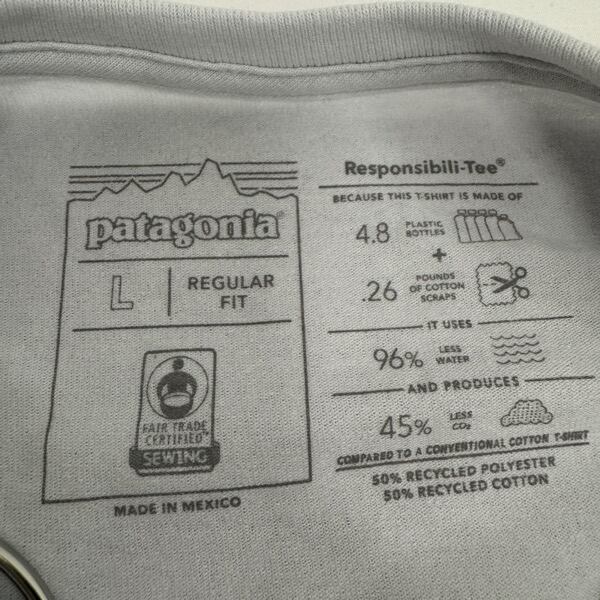 patagonia®
L
REGULAR
FIT
FAIR TRADE
CERTIFIED™
SEWING
MADE IN MEXICO
Responsibili-Tee®
BECAUSE THIS T-SHIRT IS MADE OF
4.8 PLASTIC
BOTTLES
+
.26 POUNDS
OF COTTON
SCRAPS
IT USES
96% LESS
WATER
AND PRODUCES
45% LESS
CO₂
COMPARED TO A CONVENTIONAL COTTON T-SHIRT
50% RECYCLED POLYESTER
50% RECYCLED COTTON